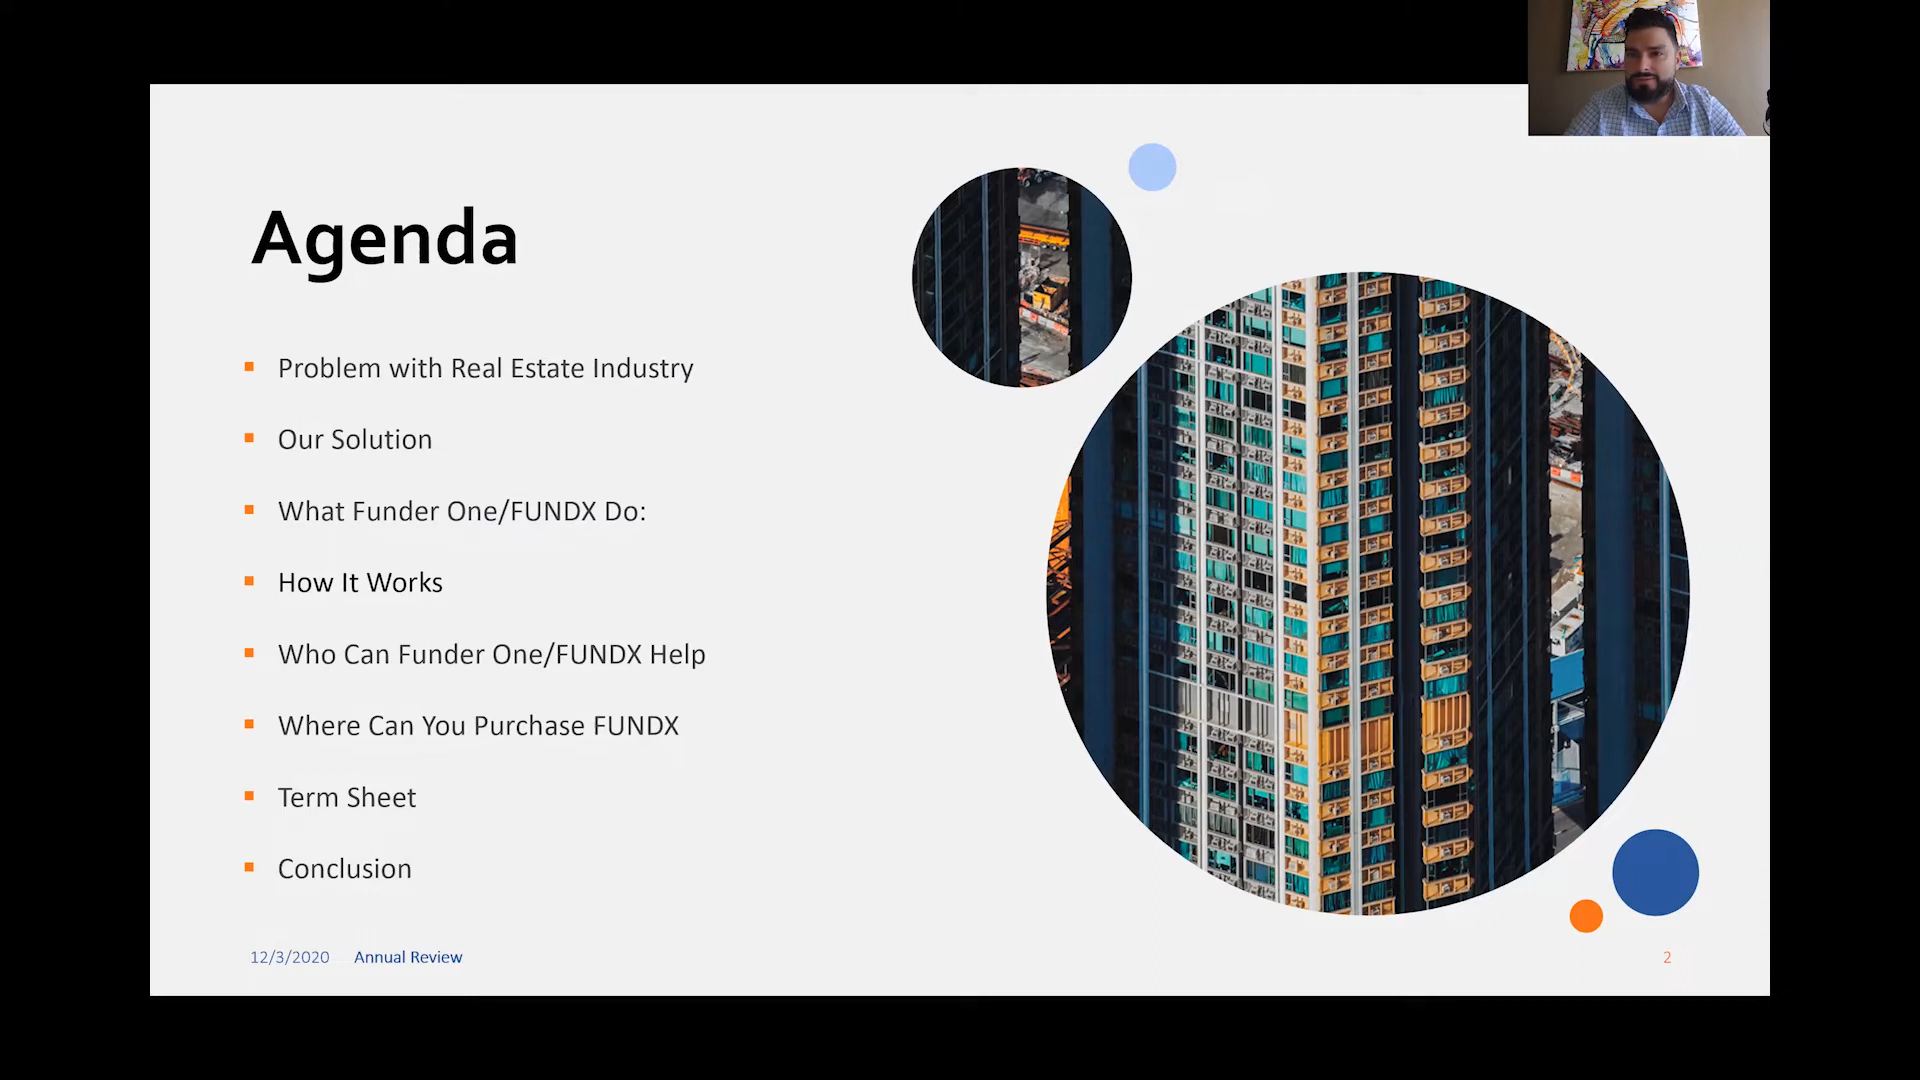 Agenda
Problem with Real Estate Industry
Our Solution
What Funder One/FUNDX Do:
How It Works
Who Can Funder One/FUNDX Help
Where Can You Purchase FUNDX
Term Sheet
Conclusion
12/3/2020 Annual Review 2